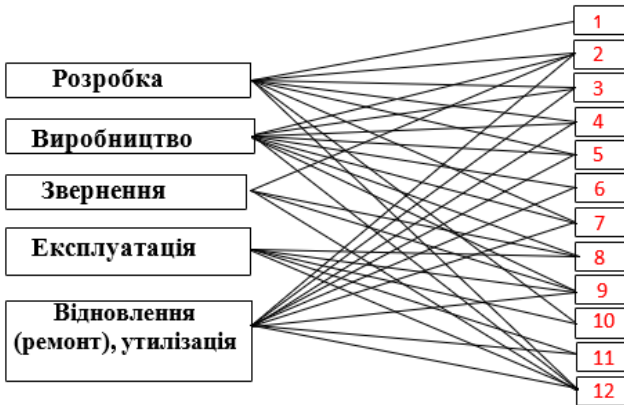 Розробка
Виробництво
Звернення
Експлуатація
Відновлення
(ремонт), утилізація
1
2
3
4
5
6
7
8
9
10
11
12